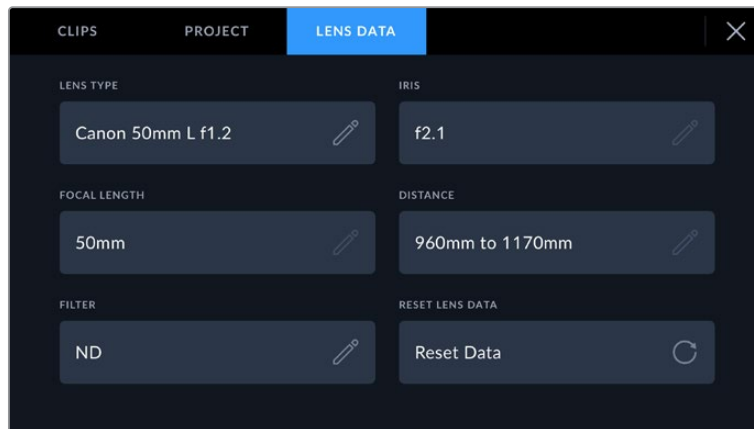 CLIPS PROJECT LENS DATA
LENS TYPE IRIS
Canon 50mm L f1.2 f2.1
FOCAL LENGTH DISTANCE
50mm 960mm to 1170mm
FILTER RESET LENS DATA
ND Reset Data